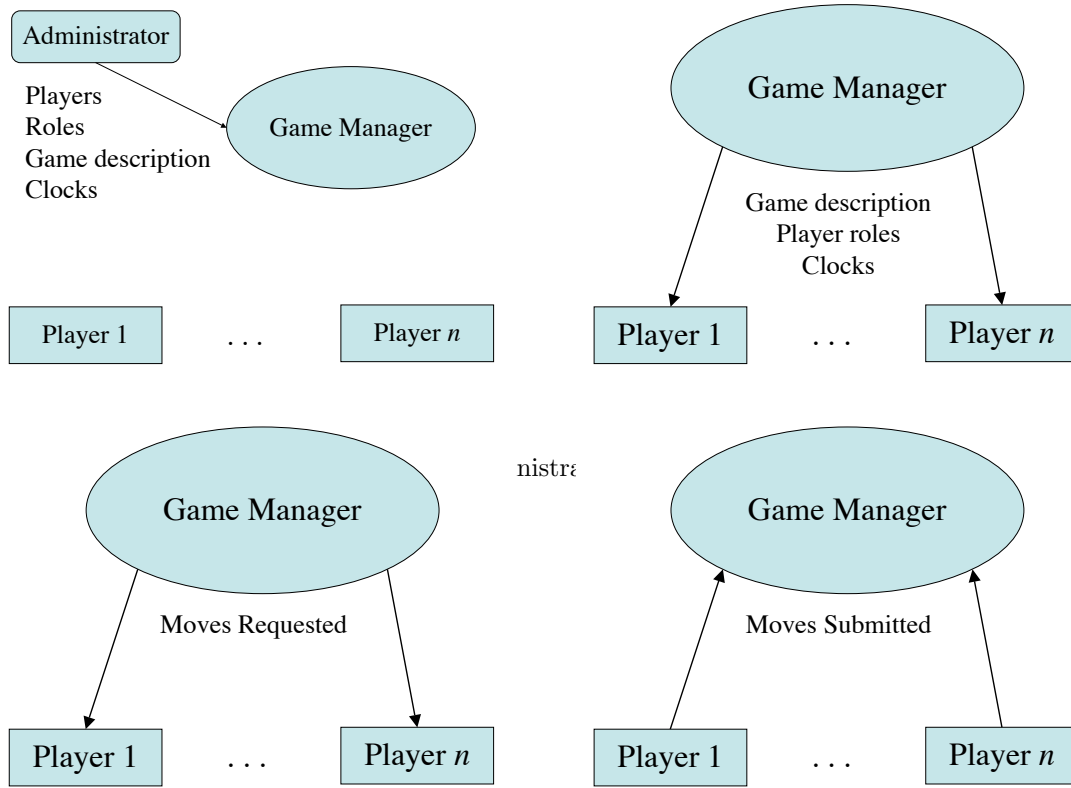 Administrator
Players
Roles
Game description
Clocks
Game Manager
Player 1
. . .
Player n
Game Manager
Game description
Player roles
Clocks
Player 1
. . .
Player n
nistra
Game Manager
Moves Requested
Player 1
. . .
Player n
Game Manager
Moves Submitted
Player 1
. . .
Player n